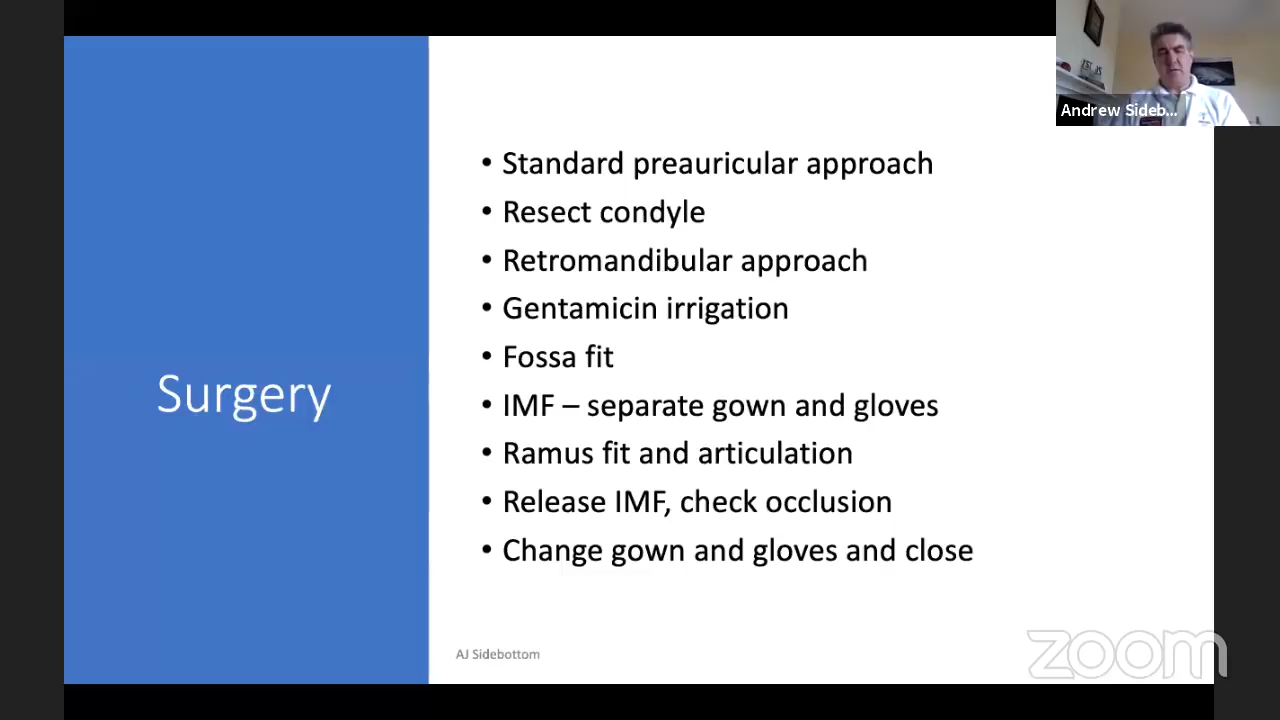 Andrew Sideb...
• Standard preauricular approach
• Resect condyle
• Retromandibular approach
• Gentamicin irrigation
• Fossa fit
Surgery
• IMF – separate gown and gloves
• Ramus fit and articulation
• Release IMF, check occlusion
• Change gown and gloves and close
AJ Sidebottom
zoom